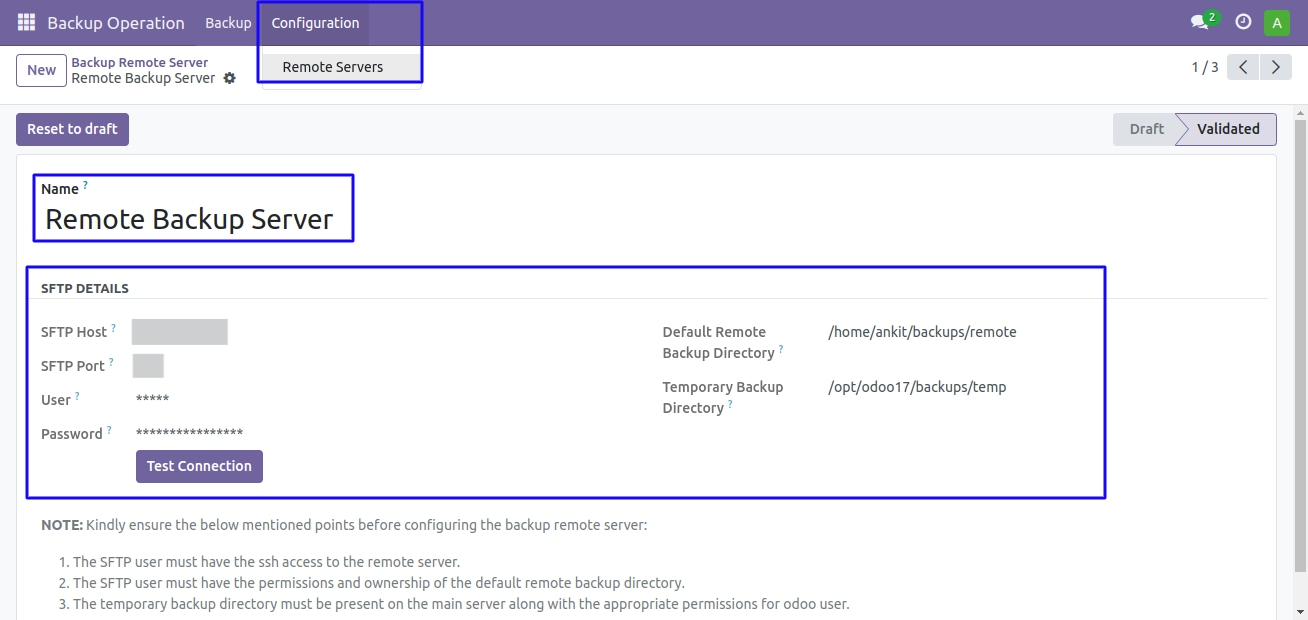 Backup Operation Backup Configuration 2 A
New Backup Remote Server
Remote Backup Server
Remote Servers
1 / 3
Reset to draft Draft Validated
Name ?
Remote Backup Server
SFTP DETAILS
SFTP Host ?
SFTP Port ?
User ? *****
Password ? ****************
Test Connection
Default Remote
Backup Directory ? /home/ankit/backups/remote
Temporary Backup
Directory ? /opt/odoo17/backups/temp
NOTE: Kindly ensure the below mentioned points before configuring the backup remote server:
1. The SFTP user must have the ssh access to the remote server.
2. The SFTP user must have the permissions and ownership of the default remote backup directory.
3. The temporary backup directory must be present on the main server along with the appropriate permissions for odoo user.